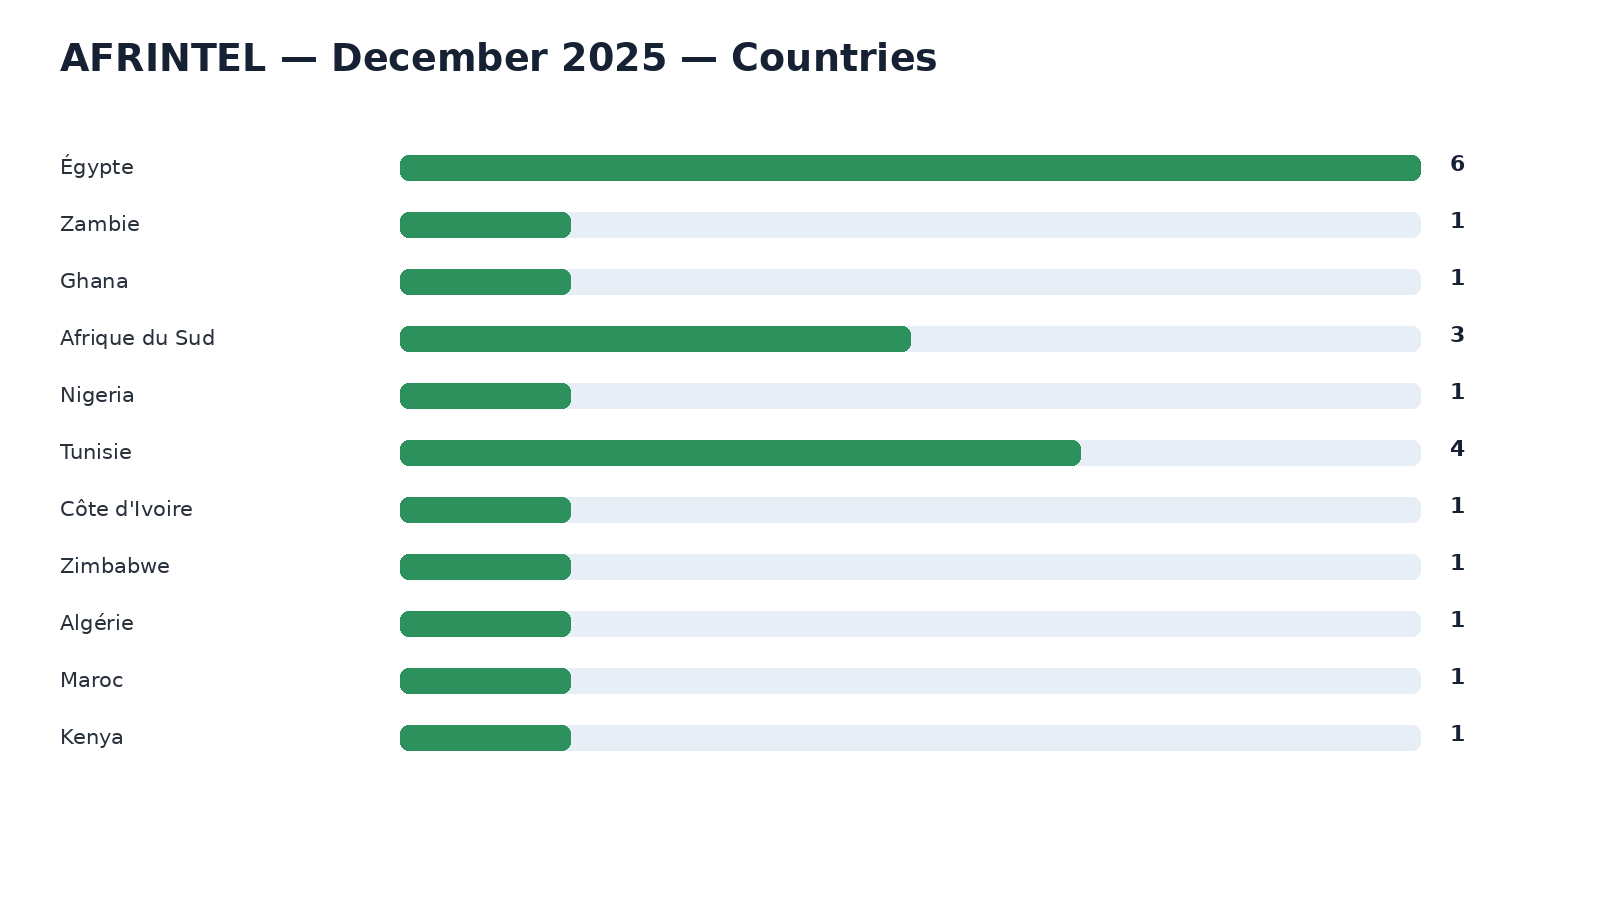 AFRINTEL — December 2025 — Countries
Égypte 6
Zambie 1
Ghana 1
Afrique du Sud 3
Nigeria 1
Tunisie 4
Côte d'Ivoire 1
Zimbabwe 1
Algérie 1
Maroc 1
Kenya 1